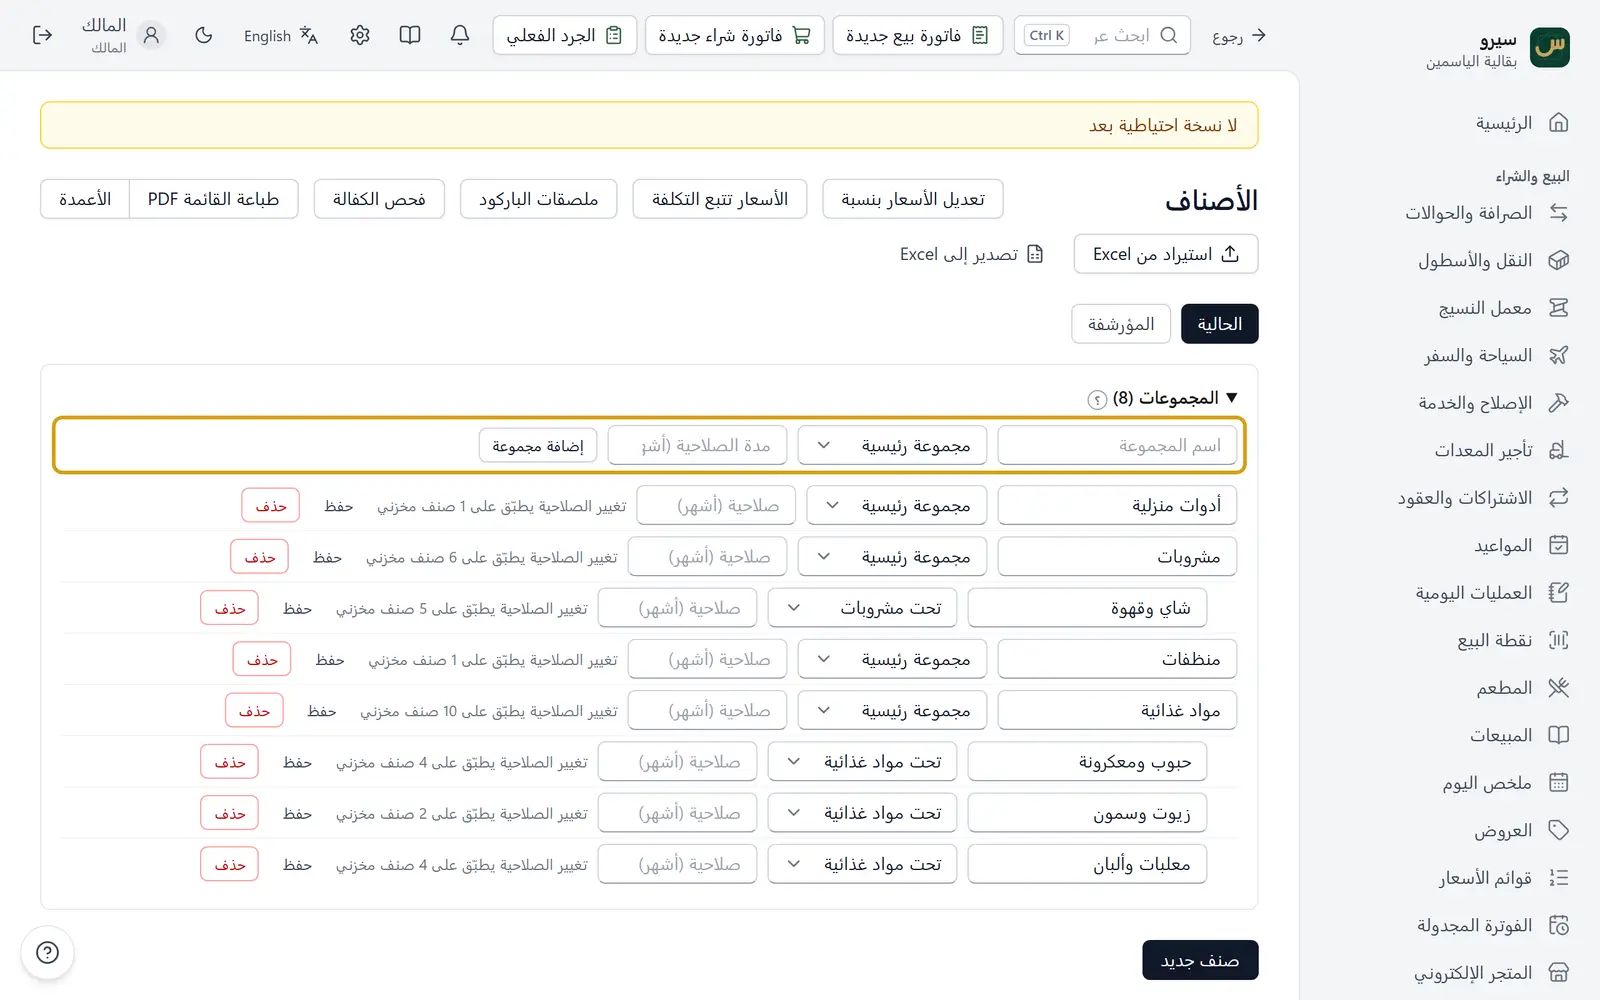 سيرو
بقالية الياسمين
رجوع
ابحث عر Ctrl K
فاتورة بيع جديدة
فاتورة شراء جديدة
الجرد الفعلي
English
المالك
المالك
الرئيسية
البيع والشراء
الصرافة والحوالات
النقل والأسطول
معمل النسيج
السياحة والسفر
الإصلاح والخدمة
تأجير المعدات
الاشتراكات والعقود
المواعيد
العمليات اليومية
نقطة البيع
المطعم
المبيعات
ملخص اليوم
العروض
قوائم الأسعار
الفوترة المجدولة
المتجر الإلكتروني
لا نسخة احتياطية بعد
الأصناف
تعديل الأسعار بنسبة
الأسعار تتبع التكلفة
ملصقات الباركود
فحص الكفالة
طباعة القائمة PDF
الأعمدة
استيراد من Excel
تصدير إلى Excel
الحالية
المؤرشفة
▼ المجموعات (8) ؟
اسم المجموعة مجموعة رئيسية مدة الصلاحية (أشه إضافة مجموعة
أدوات منزلية مجموعة رئيسية صلاحية (أشهر) تغيير الصلاحية يطبّق على 1 صنف مخزني حفظ حذف
مشروبات مجموعة رئيسية صلاحية (أشهر) تغيير الصلاحية يطبّق على 6 صنف مخزني حفظ حذف
شاي وقهوة تحت مشروبات صلاحية (أشهر) تغيير الصلاحية يطبّق على 5 صنف مخزني حفظ حذف
منظفات مجموعة رئيسية صلاحية (أشهر) تغيير الصلاحية يطبّق على 1 صنف مخزني حفظ حذف
مواد غذائية مجموعة رئيسية صلاحية (أشهر) تغيير الصلاحية يطبّق على 10 صنف مخزني حفظ حذف
حبوب ومعكرونة تحت مواد غذائية صلاحية (أشهر) تغيير الصلاحية يطبّق على 4 صنف مخزني حفظ حذف
زيوت وسمون تحت مواد غذائية صلاحية (أشهر) تغيير الصلاحية يطبّق على 2 صنف مخزني حفظ حذف
معلبات وألبان تحت مواد غذائية صلاحية (أشهر) تغيير الصلاحية يطبّق على 4 صنف مخزني حفظ حذف
صنف جديد